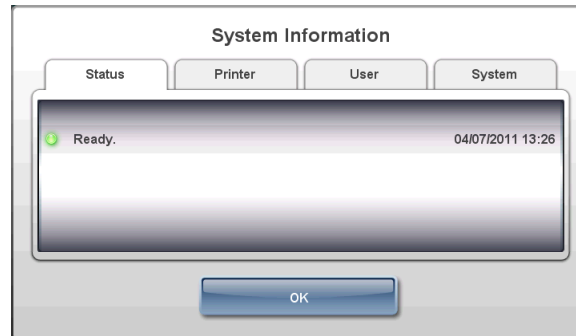 System Information
Status Printer User System
Ready. 04/07/2011 13:26
OK